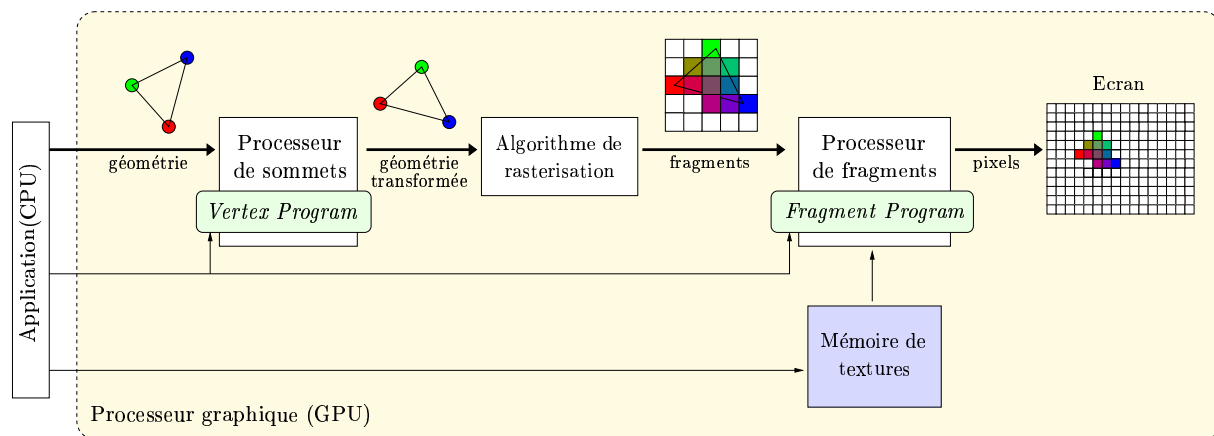 Ecran
Application(CPU)
géométrie
Processeur
de sommets
Vertex Program
géométrie
transformée
Algorithme de
rasterisation
fragments
Processeur
de fragments
Fragment Program
pixels
Mémoire de
textures
Processeur graphique (GPU)